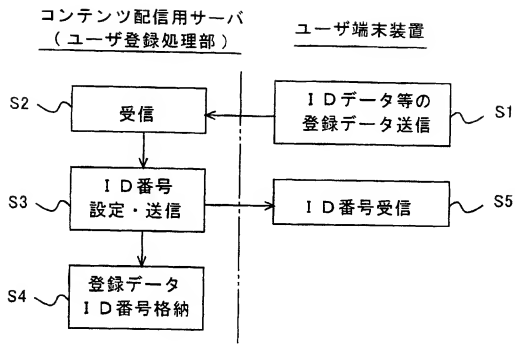 コンテンツ配信用サーバ
(ユーザ登録処理部)
ユーザ端末装置
S2
受信
IDデータ等の
登録データ送信
S1
S3
ID番号
設定・送信
ID番号受信
S5
S4
登録データ
ID番号格納